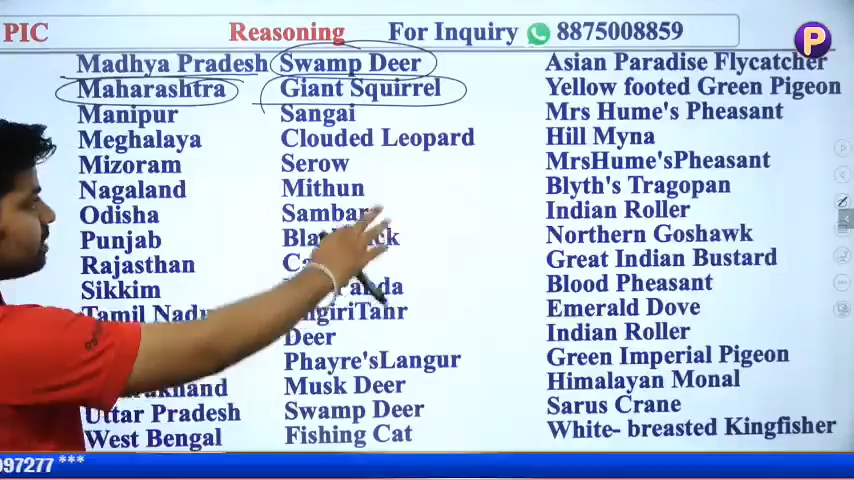 PIC Reasoning For Inquiry 8875008859
P
Madhya Pradesh Swamp Deer Asian Paradise Flycatcher
Maharashtra Giant Squirrel Yellow footed Green Pigeon
Manipur Sangai Mrs Hume's Pheasant
Meghalaya Clouded Leopard Hill Myna
Mizoram Serow MrsHume'sPheasant
Nagaland Mithun Blyth's Tragopan
Odisha Sambar Indian Roller
Punjab Northern Goshawk
Rajasthan Great Indian Bustard
Sikkim Blood Pheasant
Tamil Emerald Dove
Deer Indian Roller
Phayre'sLangur Green Imperial Pigeon
Musk Deer Himalayan Monal
Uttar Pradesh Swamp Deer Sarus Crane
West Bengal Fishing Cat White- breasted Kingfisher
097277 ***